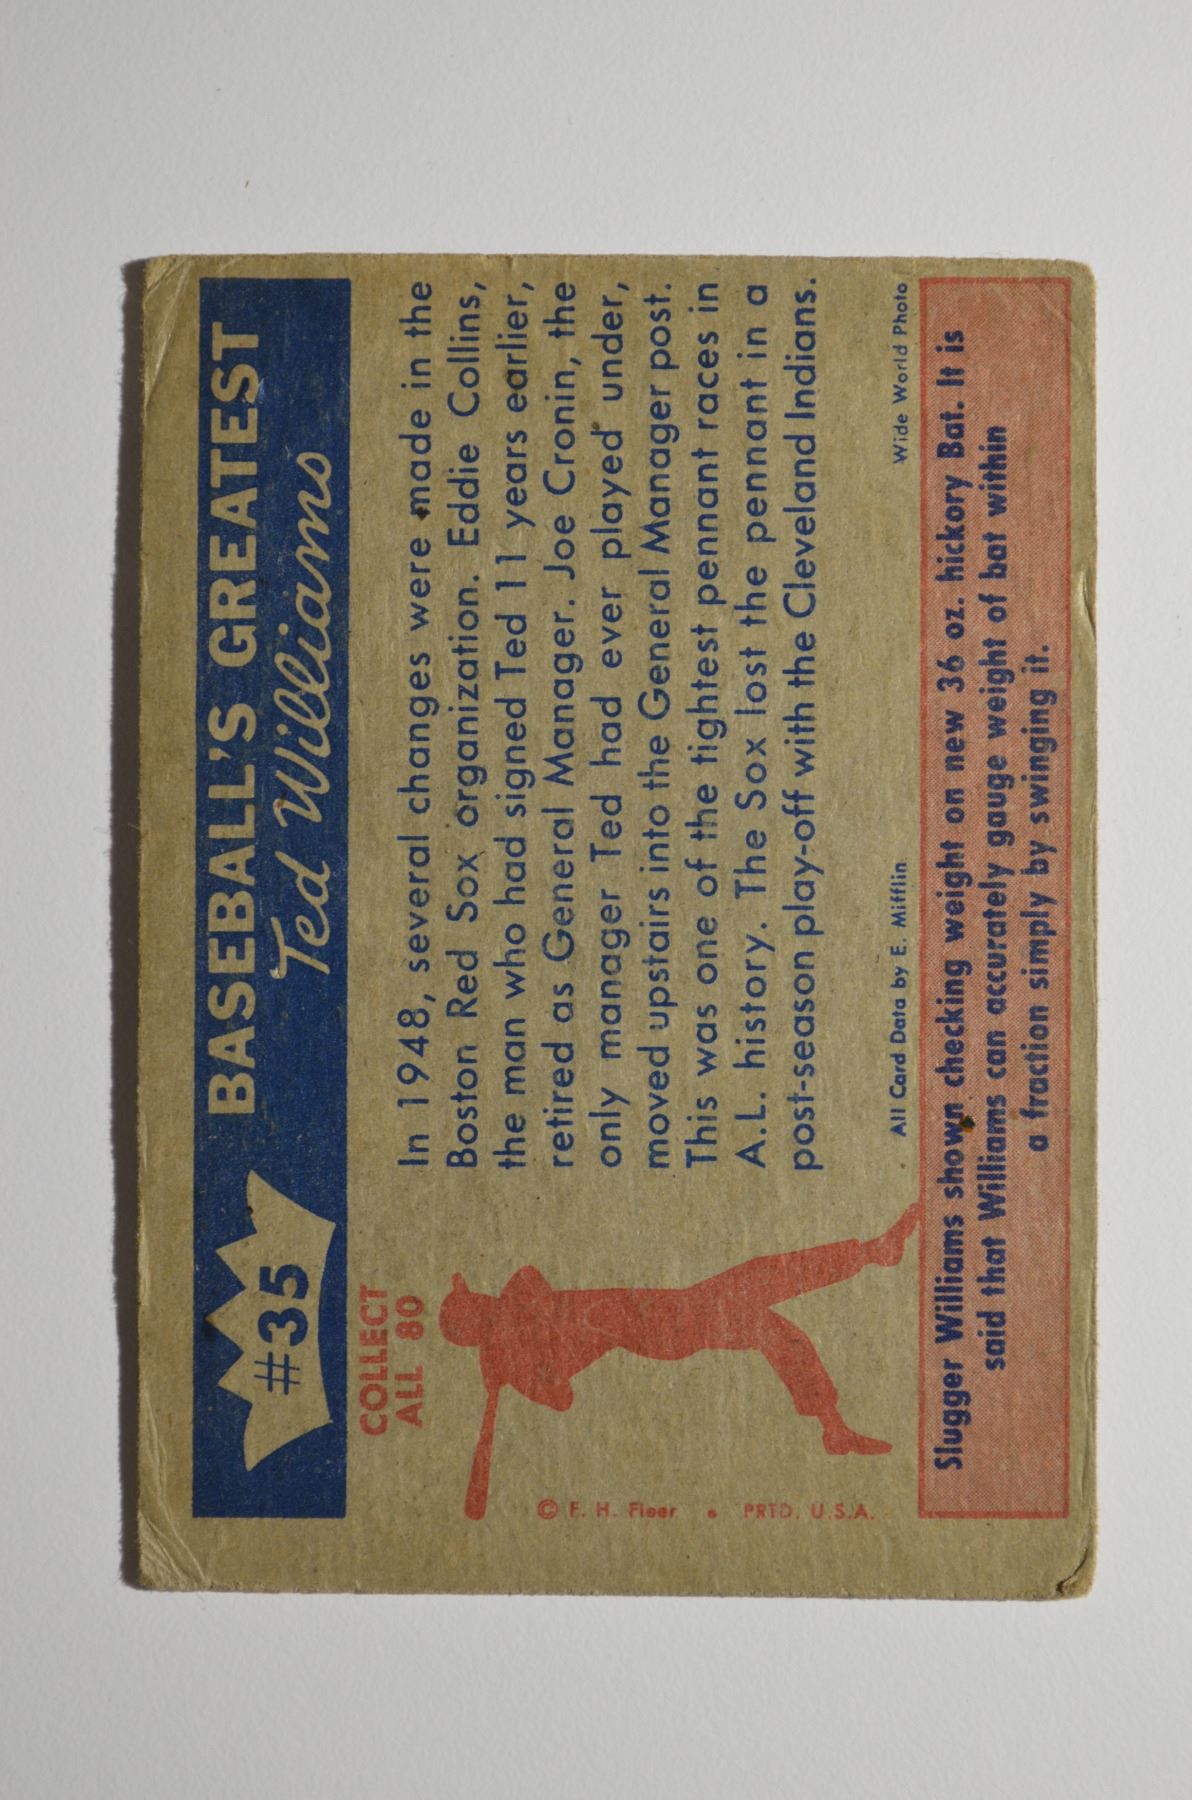 #35
BASEBALL'S GREATEST
Ted Williams
COLLECT
ALL 80
In 1948, several changes were made in the
Boston Red Sox organization. Eddie Collins,
the man who had signed Ted 11 years earlier,
retired as General Manager. Joe Cronin, the
only manager Ted had ever played under,
moved upstairs into the General Manager post.
This was one of the tightest pennant races in
A.L. history. The Sox lost the pennant in a
post-season play-off with the Cleveland Indians.
© F. H. Fleer • PRTD. U.S.A.
All Card Data by E. Mifflin
Wide World Photo
Slugger Williams shown checking weight on new 36 oz. hickory Bat. It is
said that Williams can accurately gauge weight of bat within
a fraction simply by swinging it.